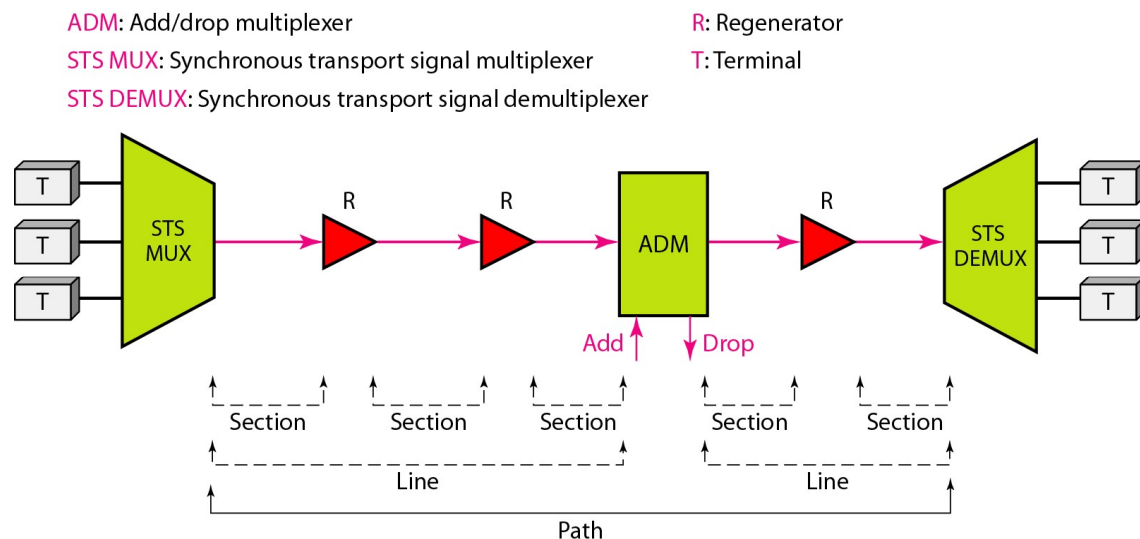 ADM: Add/drop multiplexer
R: Regenerator
STS MUX: Synchronous transport signal multiplexer
T: Terminal
STS DEMUX: Synchronous transport signal demultiplexer
T
T
T
STS
MUX
R
R
ADM
R
STS
DEMUX
T
T
T
Add
Drop
Section
Section
Section
Section
Section
Line
Line
Path